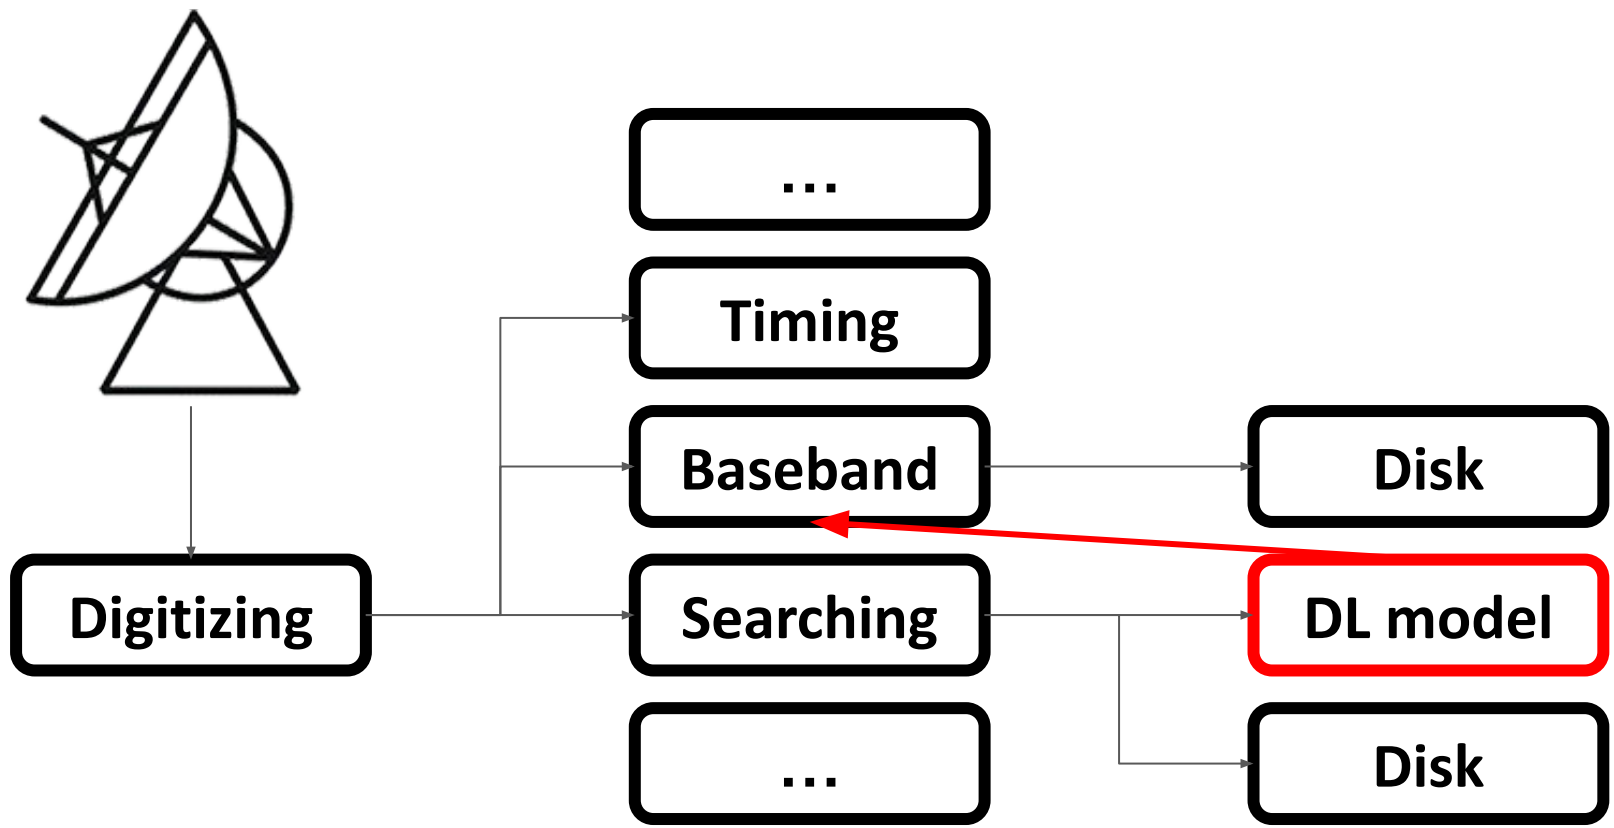 ...
Timing
Baseband
Disk
Digitizing
Searching
DL model
...
Disk